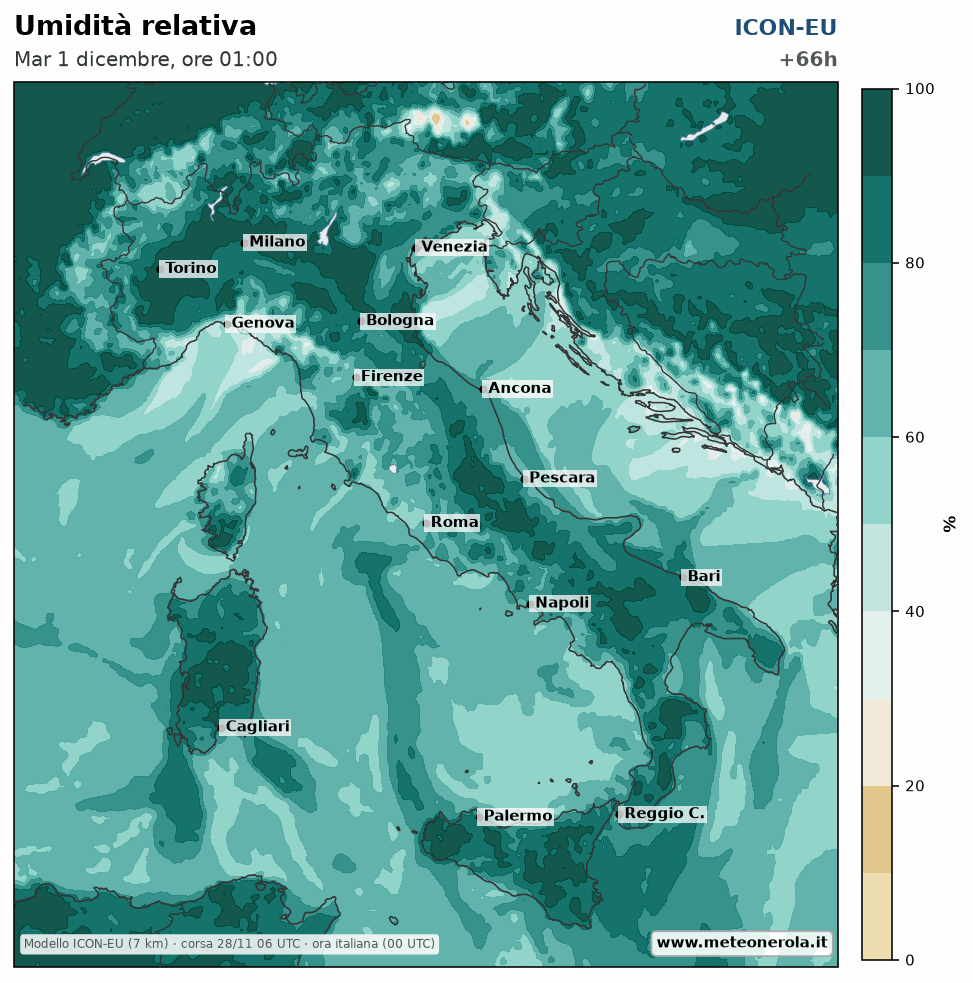 Umidità relativa
ICON-EU
Mar 1 dicembre, ore 01:00
+66h
100
80
60
40
20
0
%
Milano
Venezia
Torino
Genova
Bologna
Firenze
Ancona
Pescara
Roma
Bari
Napoli
Cagliari
Palermo
Reggio C.
Modello ICON-EU (7 km) · corsa 28/11 06 UTC · ora italiana (00 UTC)
www.meteonerola.it